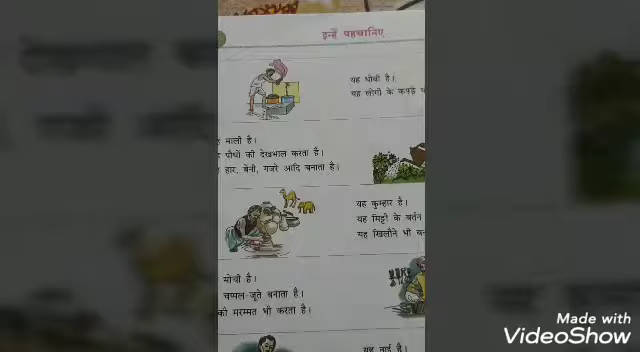 इन्हें पहचानिए
यह धोबी है।
यह लोगों के कपड़े
माली है।
पौधों की देखभाल करता है।
हार, बेनी, गजरे आदि बनाता है।
यह कुम्हार है।
यह मिट्टी के बर्तन
यह खिलौने भी
मोची है।
चप्पल-जूते बनाता है।
की मरम्मत भी करता है।
यह नाई है।
Made with
VideoShow